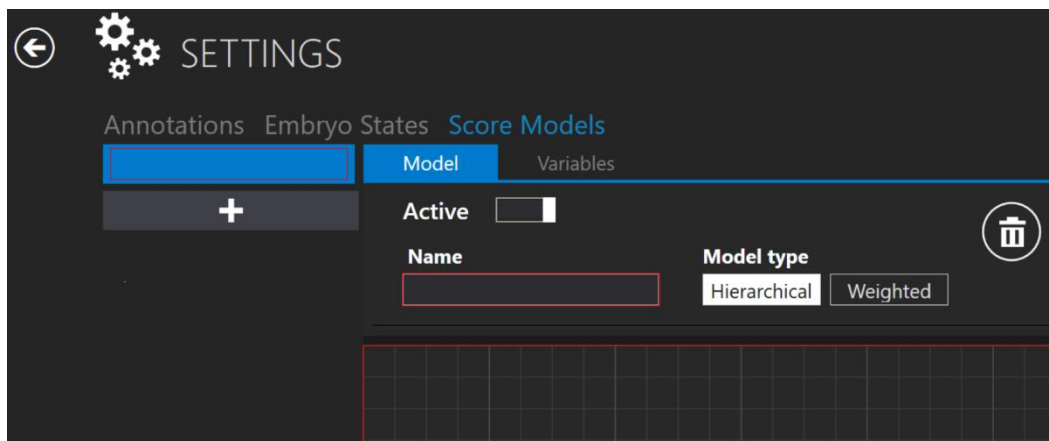 SETTINGS
Annotations Embryo States Score Models
Model Variables
Active
Name Model type
Hierarchical Weighted